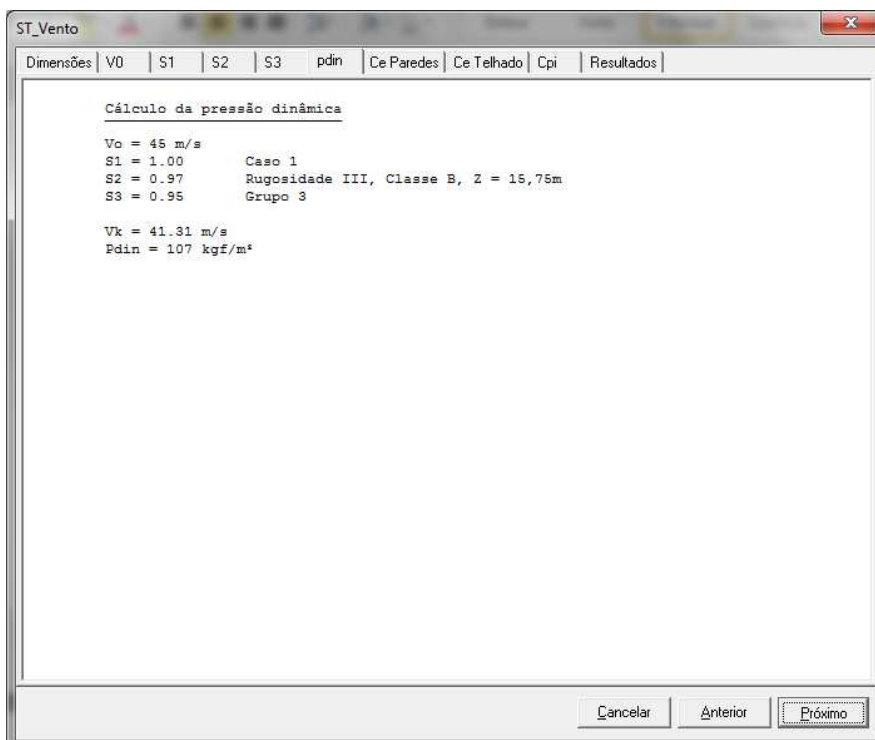 ST_Vento
Dimensões V0 S1 S2 S3 pdin Ce Paredes Ce Telhado Cpi Resultados
Cálculo da pressão dinâmica
Vo = 45 m/s
S1 = 1.00 Caso 1
S2 = 0.97 Rugosidade III, Classe B, Z = 15,75m
S3 = 0.95 Grupo 3
Vk = 41.31 m/s
Pdin = 107 kgf/m²
Cancelar Anterior Próximo